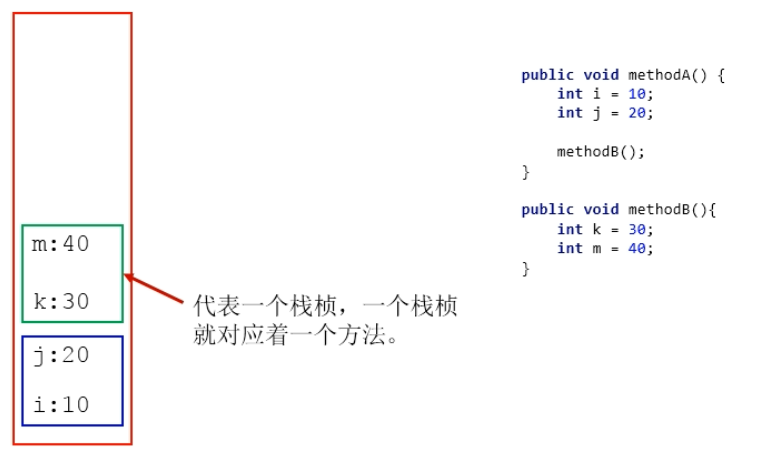 m:40
k:30
j:20
i:10
代表一个栈桢，一个栈桢
就对应着一个方法。
public void methodA() {
    int i = 10;
    int j = 20;
    methodB();
}
public void methodB(){
    int k = 30;
    int m = 40;
}